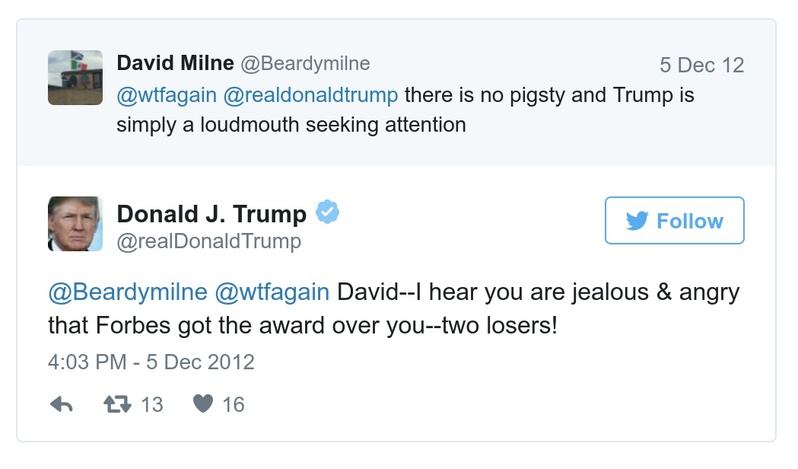 David Milne @Beardymilne 5 Dec 12
@wtfagain @realdonaldtrump there is no pigsty and Trump is
simply a loudmouth seeking attention
Donald J. Trump
@realDonaldTrump
Follow
@Beardymilne @wtfagain David--I hear you are jealous & angry
that Forbes got the award over you--two losers!
4:03 PM - 5 Dec 2012
13 16